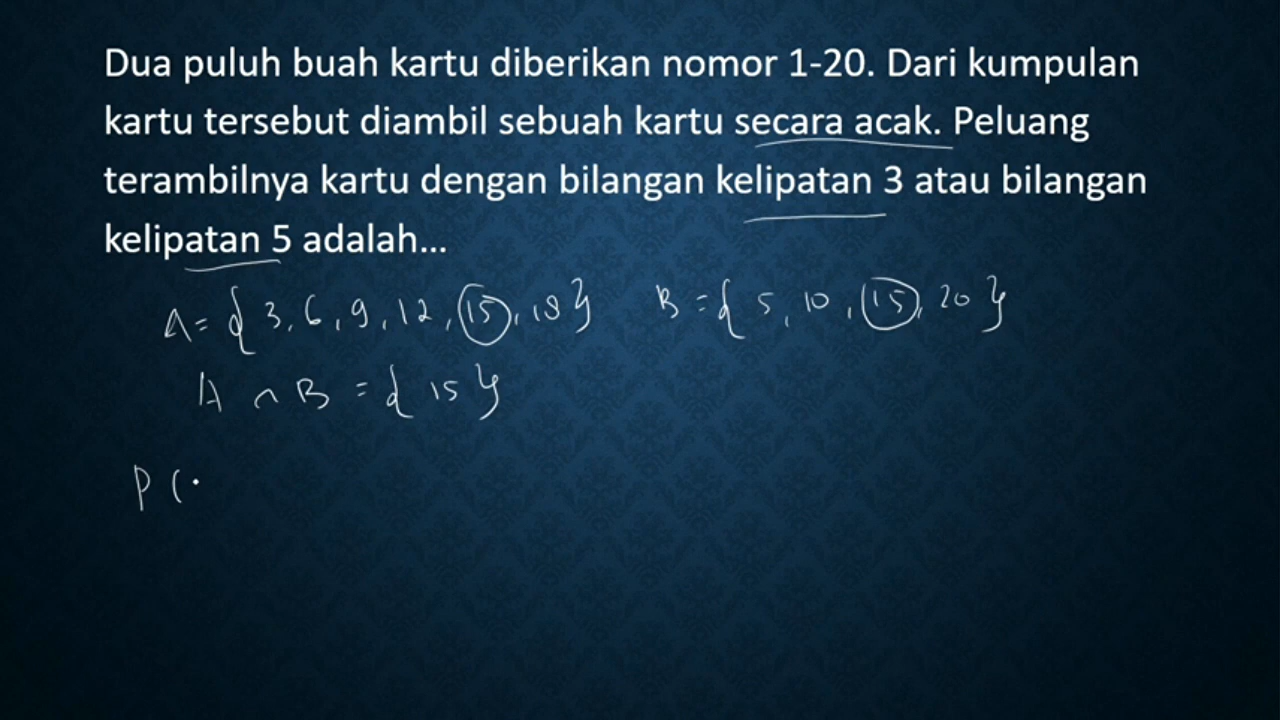 Dua puluh buah kartu diberikan nomor 1-20. Dari kumpulan
kartu tersebut diambil sebuah kartu secara acak. Peluang
terambilnya kartu dengan bilangan kelipatan 3 atau bilangan
kelipatan 5 adalah...
A = { 3, 6, 9, 12, 15, 18 } B = { 5, 10, 15, 20 }
A ∩ B = { 15 }
P (